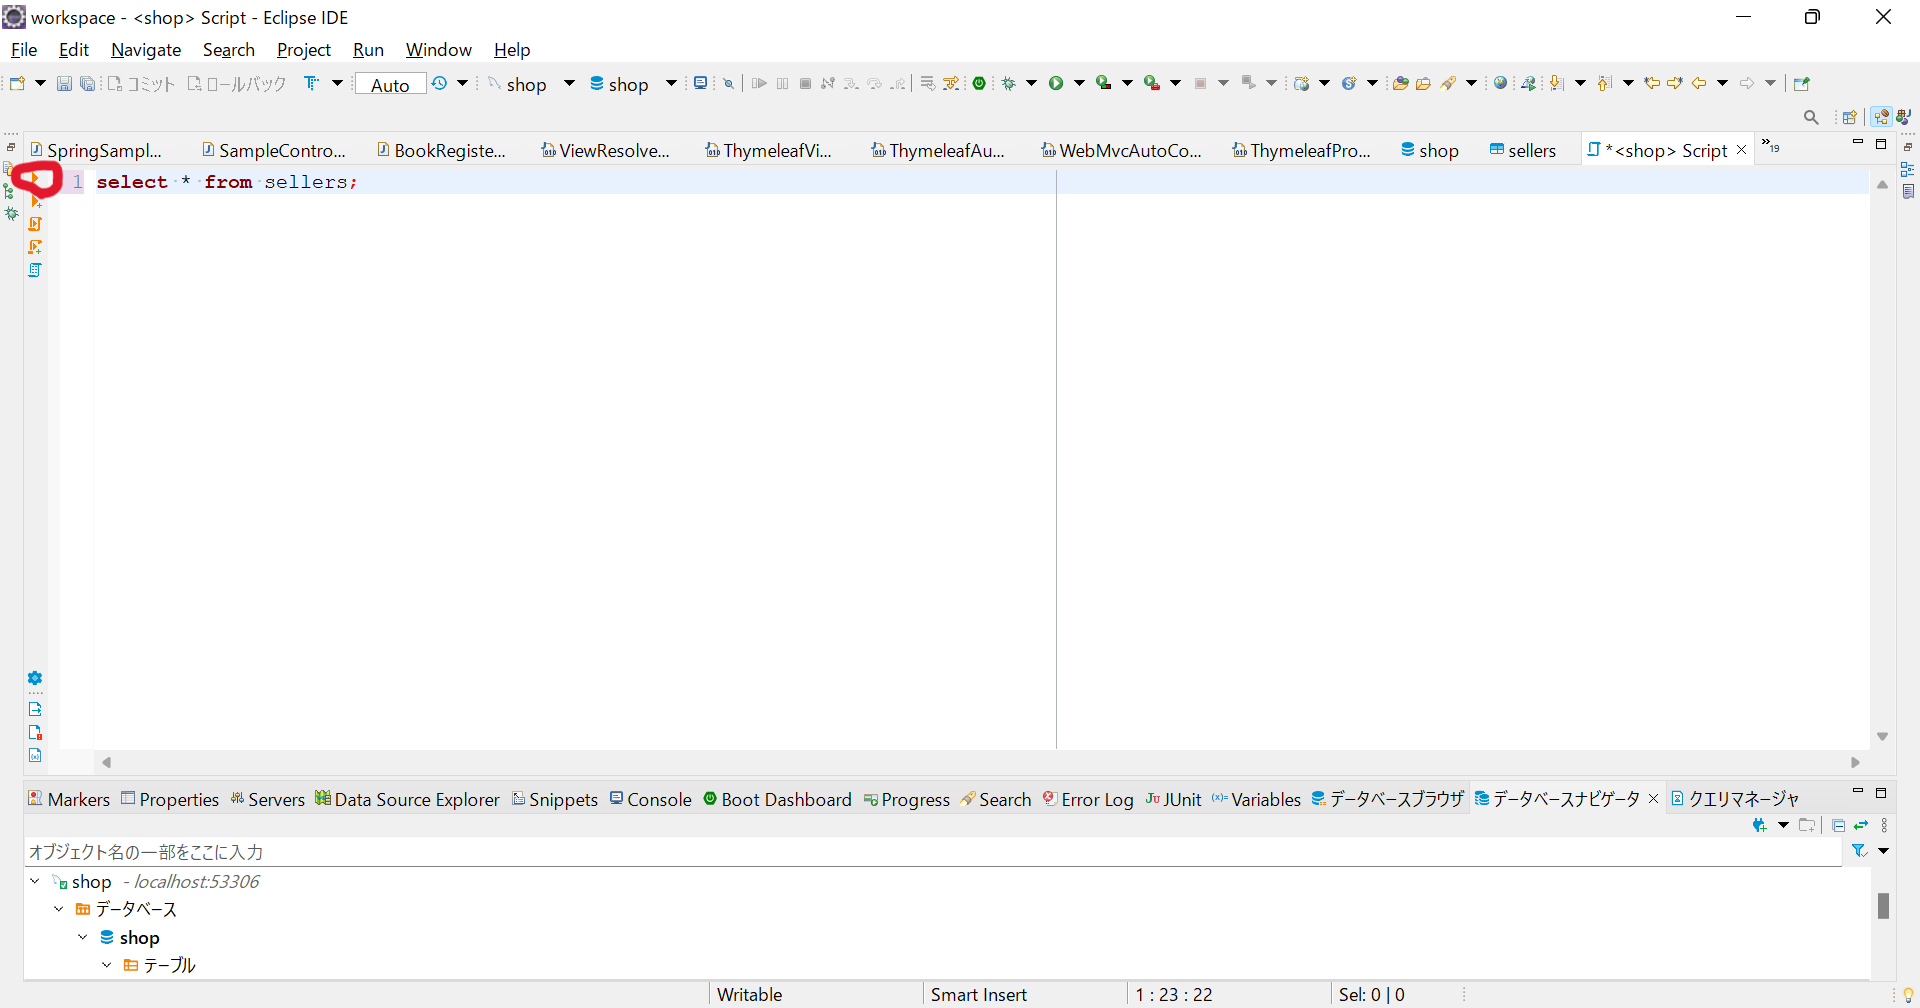 workspace - <shop> Script - Eclipse IDE
File Edit Navigate Search Project Run Window Help
コミット ロールバック Auto shop shop
SpringSampl... SampleContro... BookRegiste... ViewResolve... ThymeleafVi... ThymeleafAu... WebMvcAutoCo... ThymeleafPro... shop sellers *<shop> Script »19
1 select * from sellers;
Markers Properties Servers Data Source Explorer Snippets Console Boot Dashboard Progress Search Error Log JUnit Variables データベースブラウザ データベースナビゲータ クエリマネージャ
オブジェクト名の一部をここに入力
shop - localhost:53306
データベース
shop
テーブル
Writable Smart Insert 1 : 23 : 22 Sel: 0 | 0